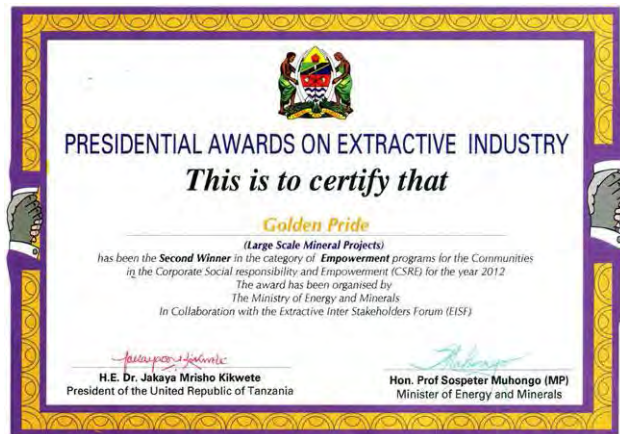 PRESIDENTIAL AWARDS ON EXTRACTIVE INDUSTRY
This is to certify that
Golden Pride
(Large Scale Mineral Projects)
has been the Second Winner in the category of Empowerment programs for the Communities
in the Corporate Social responsibility and Empowerment (CSRE) for the year 2012
The award has been organised by
The Ministry of Energy and Minerals
In Collaboration with the Extractive Inter Stakeholders Forum (EISF)
H.E. Dr. Jakaya Mrisho Kikwete
President of the United Republic of Tanzania
Hon. Prof Sospeter Muhongo (MP)
Minister of Energy and Minerals